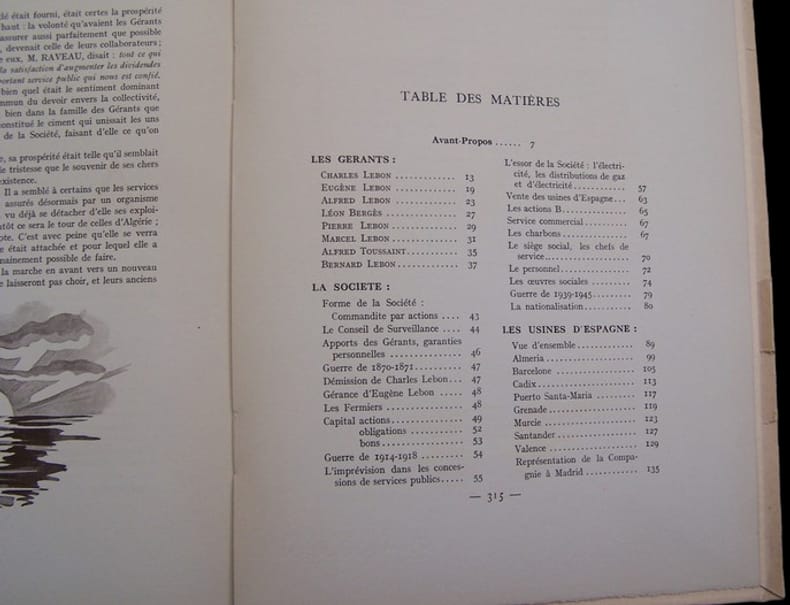 clé était fourni, était certes la prospérité
haut : la volonté qu'avaient les Gérants
assurer aussi parfaitement que possible
, devenait celle de leurs collaborateurs ;
eux, M. RAVEAU, disait : tout ce qui
la satisfaction d'augmenter les dividendes
portant service public qui nous est confié.
bien quel était le sentiment dominant
mmun du devoir envers la collectivité,
bien dans la famille des Gérants que
constitué le ciment qui unissait les uns
de la Société, faisant d'elle ce qu'on
e, sa prospérité était telle qu'il semblait
de tristesse que le souvenir de ses chers
existence.
Il a semblé à certains que les services
assurés désormais par un organisme
vu déjà se détacher d'elle ses exploi-
tôt ce sera le tour de celles d'Algérie ;
pte. C'est avec peine qu'elle se verra
e était attachée et pour lequel elle a
mainement possible de faire.
la marche en avant vers un nouveau
e laisseront pas choir, et leurs anciens
TABLE DES MATIÈRES
Avant-Propos ...... 7
LES GERANTS :
CHARLES LEBON ............ 13
EUGÈNE LEBON ............ 19
ALFRED LEBON ............ 23
LÉON BERGÈS ............ 27
PIERRE LEBON ............ 29
MARCEL LEBON ............ 31
ALFRED TOUSSAINT........... 35
BERNARD LEBON............ 37
LA SOCIETE :
Forme de la Société :
Commandite par actions .... 43
Le Conseil de Surveillance .... 44
Apports des Gérants, garanties
personnelles ............... 46
Guerre de 1870-1871.......... 47
Démission de Charles Lebon... 47
Gérance d'Eugène Lebon ..... 48
Les Fermiers ................ 48
Capital actions............... 49
obligations ........... 52
bons................. 53
Guerre de 1914-1918 ......... 54
L'imprévision dans les conces-
sions de services publics..... 55
L'essor de la Société : l'électri-
cité, les distributions de gaz
et d'électricité............ 57
Vente des usines d'Espagne... 63
Les actions B................ 65
Service commercial ........... 67
Les charbons................. 67
Le siège social, les chefs de
service.................... 70
Le personnel................. 72
Les œuvres sociales .......... 74
Guerre de 1939-1945.......... 79
La nationalisation............ 80
LES USINES D'ESPAGNE :
Vue d'ensemble.............. 89
Almeria ..................... 99
Barcelone ................... 105
Cadix....................... 113
Puerto Santa-Maria .......... 117
Grenade..................... 119
Murcie ...................... 123
Santander ................... 127
Valence ..................... 129
Représentation de la Compa-
gnie à Madrid ............. 135
— 315 —